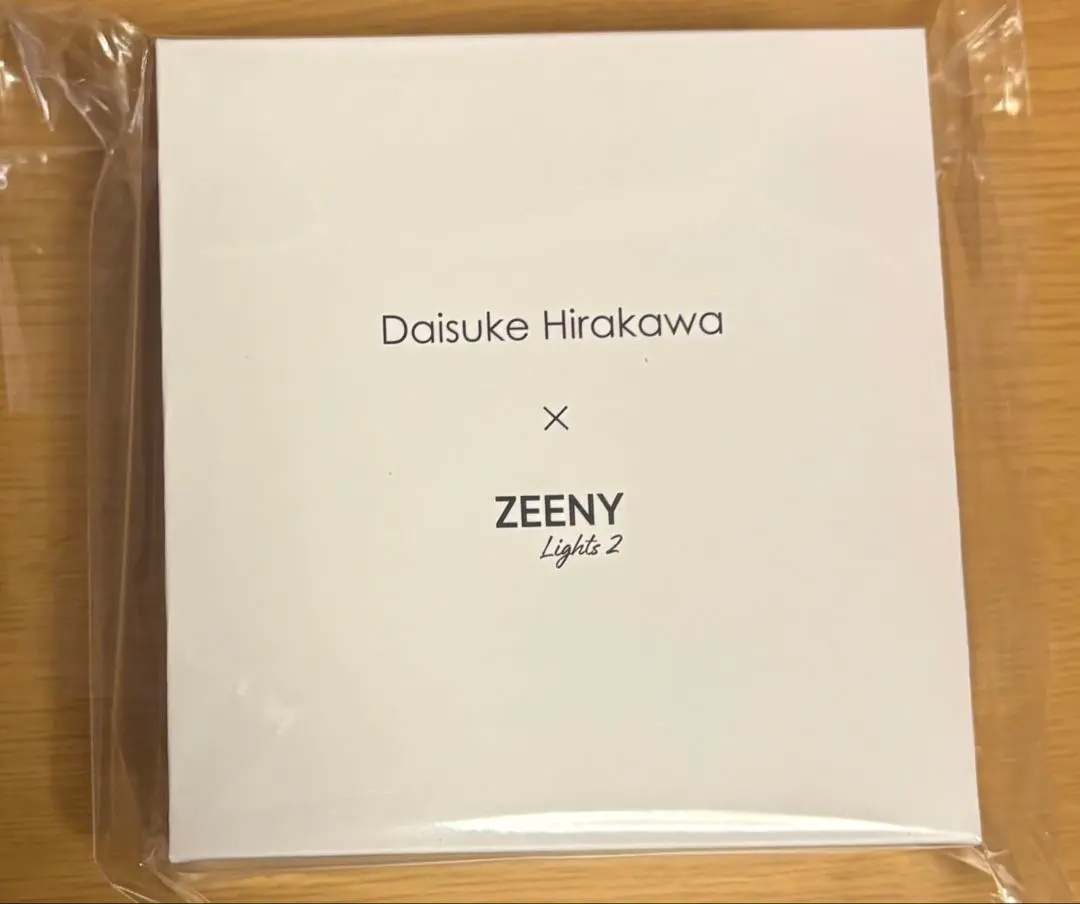 Daisuke Hirakawa
×
ZEENY
Lights 2